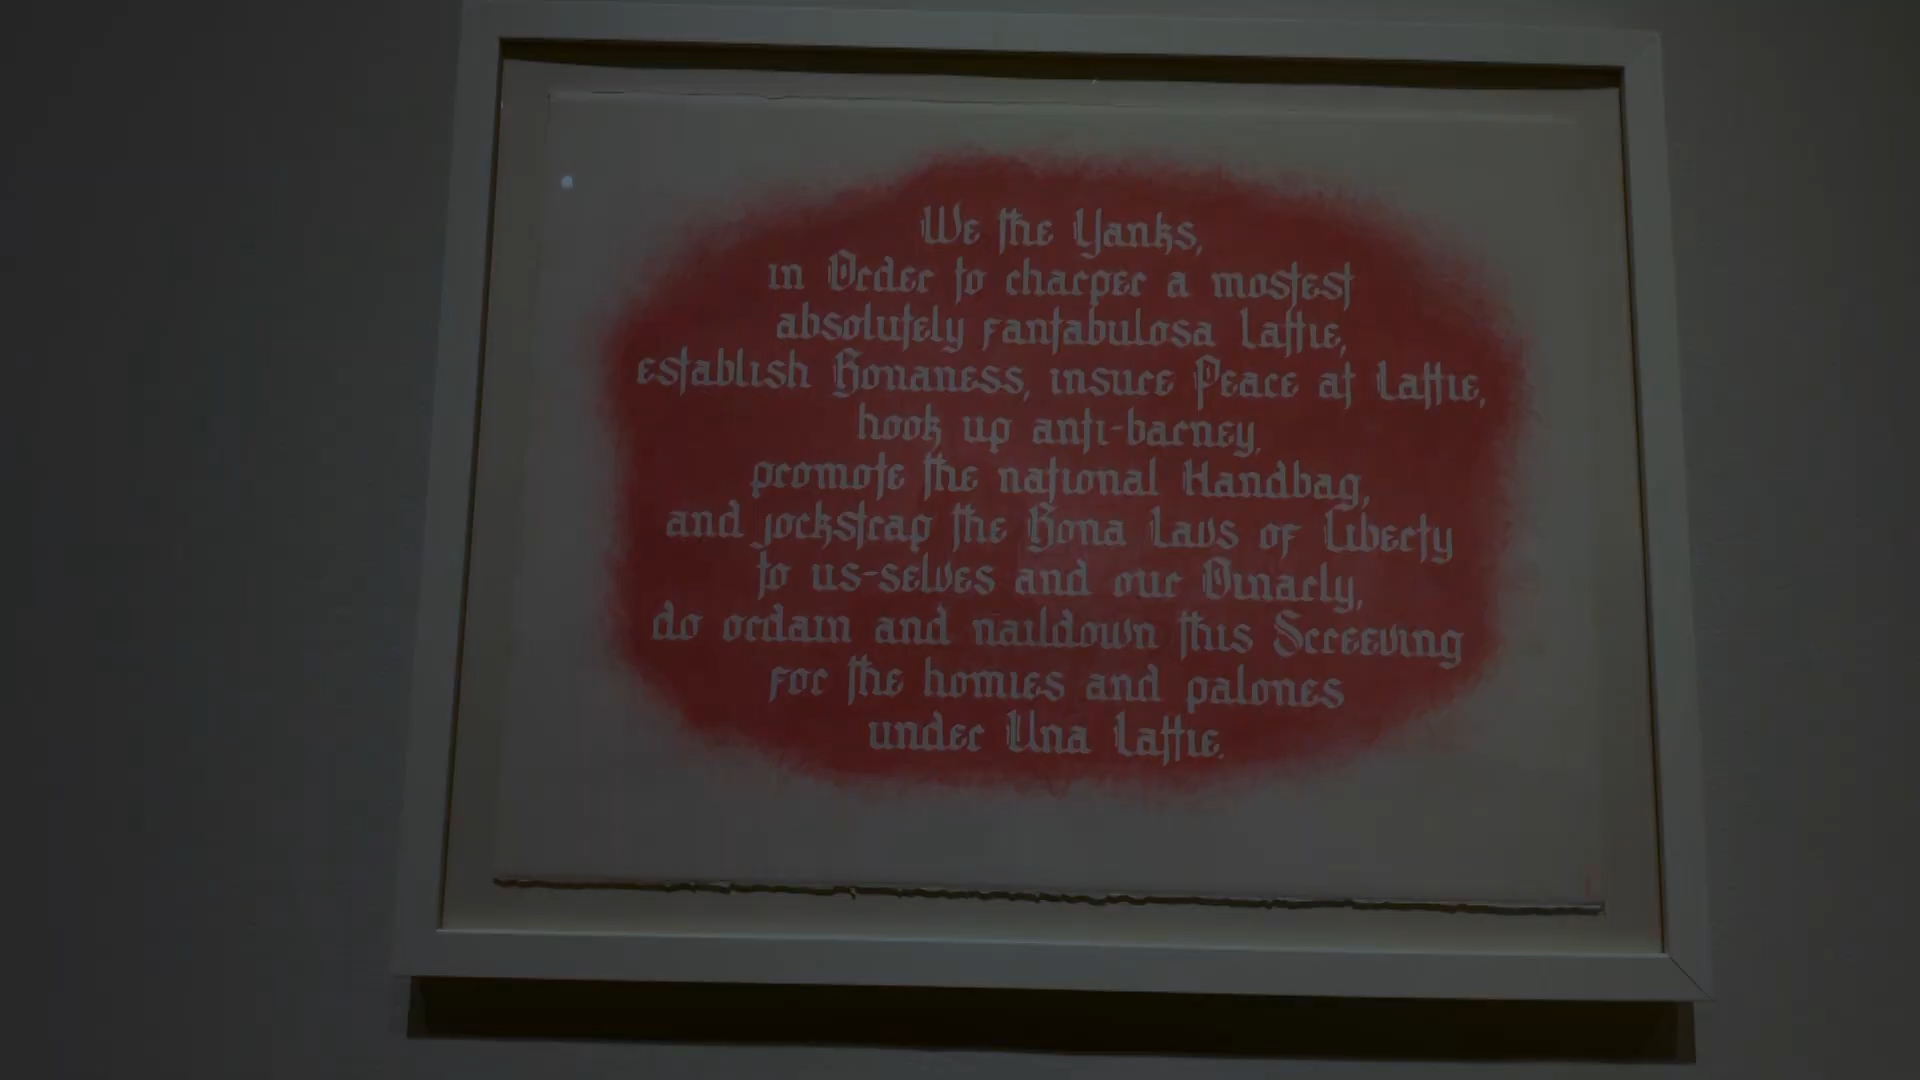 We the Yanks,
in Order to charper a mostest
absolutely fantabulosa Lattie,
establish Bonaness, insure Peace at Lattie,
hook up anti-barney,
promote the national Handbag,
and jockstrap the Bona Lavs of Liberty
to us-selves and our Dinarly,
do ordain and naildown this Screeving
for the homies and palones
under Una Lattie.